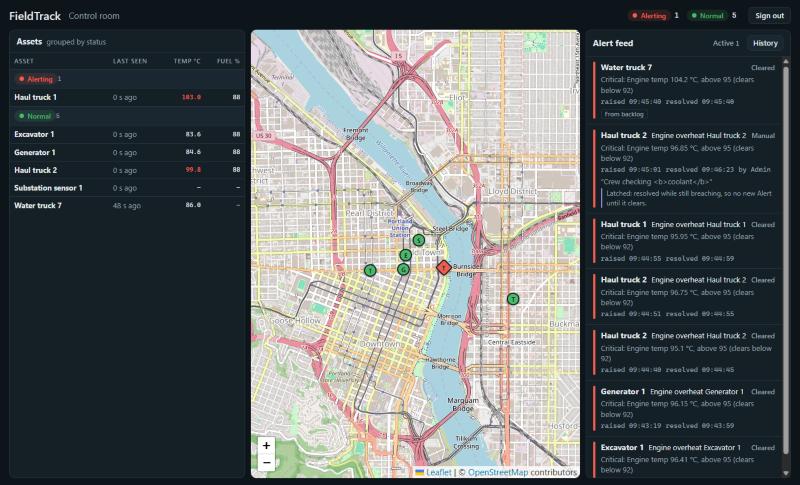 FieldTrack Control room
Alerting 1 Normal 5 Sign out
Assets grouped by status
ASSET LAST SEEN TEMP °C FUEL %
Alerting 1
Haul truck 1 0 s ago 103.0 88
Normal 5
Excavator 1 0 s ago 83.6 88
Generator 1 0 s ago 84.6 88
Haul truck 2 0 s ago 99.8 88
Substation sensor 1 0 s ago – –
Water truck 7 48 s ago 86.0 –
Terminal
I 5
Eliot
US 30
Fremont
Bridge
Broadway
Bridge
Lloyd District
Pearl District
Portland
Union
Station
Steel Bridge
S
E
G
T
T
T
Burnside
Bridge
Morrison
Bridge
Goose Hollow
Buckma
Downtown
Central Eastside
Hawthorne
Bridge
Portland
State University
Marquam
Bridge
Hosford-
Tilikum
Crossing
+
−
Leaflet | © OpenStreetMap contributors
Alert feed Active 1 History
Water truck 7 Cleared
Critical: Engine temp 104.2 °C, above 95 (clears
below 92)
raised 09:45:40 resolved 09:45:40
From backlog
Haul truck 2 Engine overheat Haul truck 2 Manual
Critical: Engine temp 96.85 °C, above 95 (clears
below 92)
raised 09:45:01 resolved 09:46:23 by Admin
"Crew checking <b>coolant</b>"
Latched: resolved while still breaching, so no new Alert
until it clears.
Haul truck 1 Engine overheat Haul truck 1 Cleared
Critical: Engine temp 95.95 °C, above 95 (clears
below 92)
raised 09:44:55 resolved 09:44:59
Haul truck 2 Engine overheat Haul truck 2 Cleared
Critical: Engine temp 96.75 °C, above 95 (clears
below 92)
raised 09:44:51 resolved 09:44:55
Haul truck 2 Engine overheat Haul truck 2 Cleared
Critical: Engine temp 95.1 °C, above 95 (clears below
92)
raised 09:44:40 resolved 09:44:45
Generator 1 Engine overheat Generator 1 Cleared
Critical: Engine temp 96.15 °C, above 95 (clears
below 92)
raised 09:43:19 resolved 09:43:59
Excavator 1 Engine overheat Excavator 1 Cleared
Critical: Engine temp 96.41 °C, above 95 (clears
below 92)